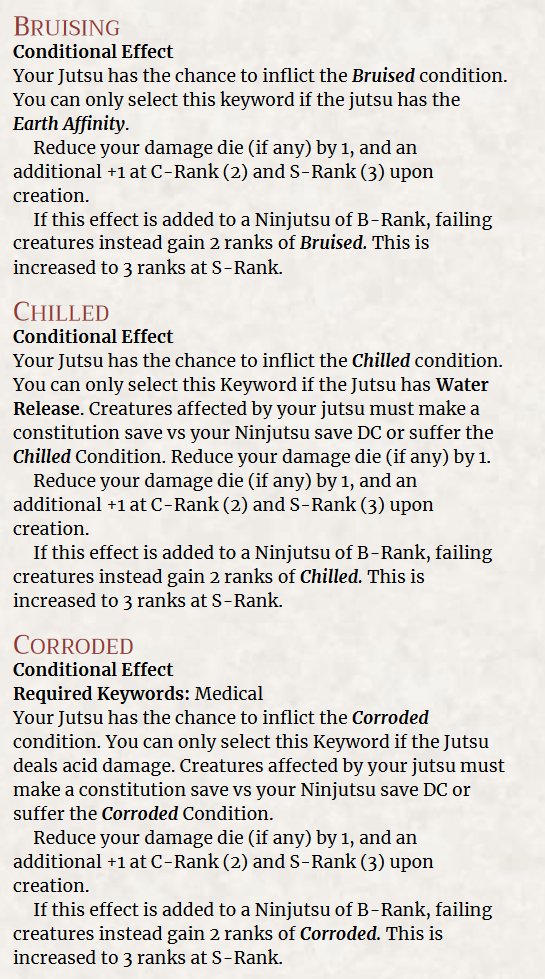 BRUISING
Conditional Effect
Your Jutsu has the chance to inflict the Bruised condition.
You can only select this keyword if the jutsu has the
Earth Affinity.
Reduce your damage die (if any) by 1, and an
additional +1 at C-Rank (2) and S-Rank (3) upon
creation.
If this effect is added to a Ninjutsu of B-Rank, failing
creatures instead gain 2 ranks of Bruised. This is
increased to 3 ranks at S-Rank.
CHILLED
Conditional Effect
Your Jutsu has the chance to inflict the Chilled condition.
You can only select this Keyword if the Jutsu has Water
Release. Creatures affected by your jutsu must make a
constitution save vs your Ninjutsu save DC or suffer the
Chilled Condition. Reduce your damage die (if any) by 1.
Reduce your damage die (if any) by 1, and an
additional +1 at C-Rank (2) and S-Rank (3) upon
creation.
If this effect is added to a Ninjutsu of B-Rank, failing
creatures instead gain 2 ranks of Chilled. This is
increased to 3 ranks at S-Rank.
CORRODED
Conditional Effect
Required Keywords: Medical
Your Jutsu has the chance to inflict the Corroded
condition. You can only select this Keyword if the Jutsu
deals acid damage. Creatures affected by your jutsu must
make a constitution save vs your Ninjutsu save DC or
suffer the Corroded Condition.
Reduce your damage die (if any) by 1, and an
additional +1 at C-Rank (2) and S-Rank (3) upon
creation.
If this effect is added to a Ninjutsu of B-Rank, failing
creatures instead gain 2 ranks of Corroded. This is
increased to 3 ranks at S-Rank.